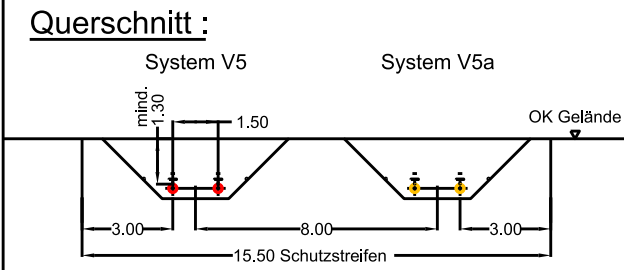 Querschnitt :
System V5
System V5a
mind.
1.30
1.50
OK Gelände
3.00
8.00
3.00
15.50 Schutzstreifen